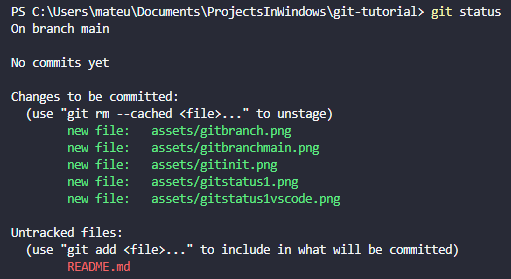 PS C:\Users\mateu\Documents\ProjectsInWindows\git-tutorial> git status
On branch main
No commits yet
Changes to be committed:
(use "git rm --cached <file>..." to unstage)
new file: assets/gitbranch.png
new file: assets/gitbranchmain.png
new file: assets/gitinit.png
new file: assets/gitstatus1.png
new file: assets/gitstatus1vscode.png
Untracked files:
(use "git add <file>..." to include in what will be committed)
README.md